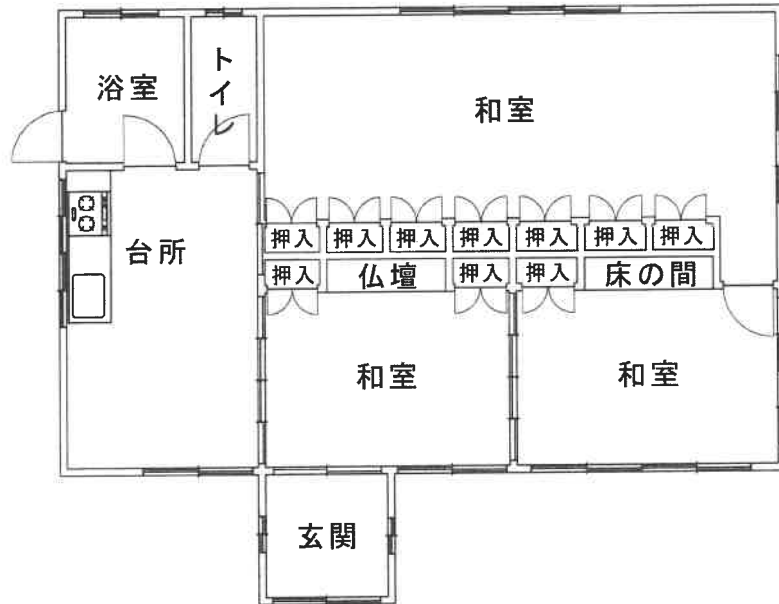 浴室
トイレ
和室
台所
押入 押入 押入 押入 押入 押入 押入
押入 仏壇 押入 押入 床の間
和室
和室
玄関